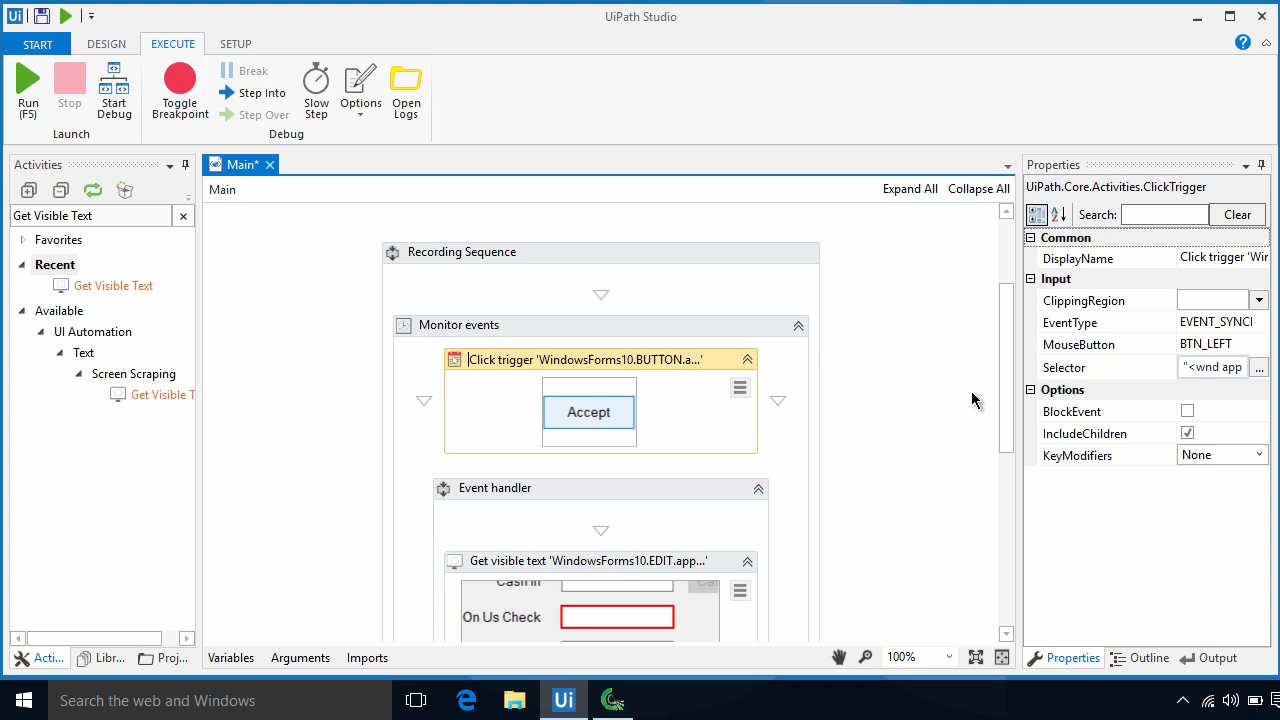 Ui
UiPath Studio
START
DESIGN
EXECUTE
SETUP
?
Run
(F5)
Stop
Start
Debug
Toggle
Breakpoint
Break
Step Into
Step Over
Slow
Step
Options
Open
Logs
Launch
Debug
Activities
Get Visible Text
Favorites
Recent
Get Visible Text
Available
UI Automation
Text
Screen Scraping
Get Visible T
Acti...
Libr...
Proj...
Main*
Main
Expand All
Collapse All
Recording Sequence
Monitor events
Click trigger 'WindowsForms10.BUTTON.a...'
Accept
Event handler
Get visible text 'WindowsForms10.EDIT.app...'
Cash In
On Us Check
Variables
Arguments
Imports
100%
Properties
UiPath.Core.Activities.ClickTrigger
Search:
Clear
Common
DisplayName Click trigger 'Wir
Input
ClippingRegion
EventType EVENT_SYNCI
MouseButton BTN_LEFT
Selector "<wnd app ...
Options
BlockEvent
IncludeChildren
KeyModifiers None
Properties
Outline
Output
Search the web and Windows
Ui